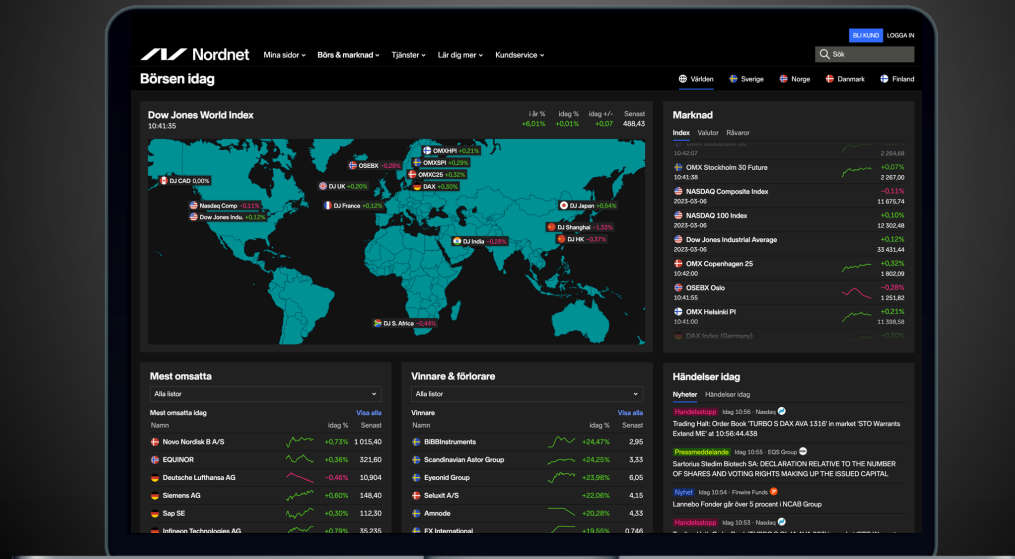 BLI KUND LOGGA IN
Nordnet Mina sidor Börs & marknad Tjänster Lär dig mer Kundservice
Sök
Börsen idag
Världen Sverige Norge Danmark Finland
Dow Jones World Index
10:41:35
i år % idag % idag +/- Senast
+6,01% +0,01% +0,07 488,43
OMXHPI +0,21%
OSEBX -0,28%
OMXSPI +0,29%
OMXC25 +0,32%
DJ CAD 0,00%
DJ UK +0,20%
DAX +0,30%
Nasdaq Comp -0,11%
DJ France +0,12%
DJ Japan +0,54%
Dow Jones Indu. +0,12%
DJ Shanghai -1,33%
DJ India -0,26%
DJ HK -0,37%
DJ S. Africa -0,44%
Marknad
Index Valutor Råvaror
10:42:07 2 264,68
OMX Stockholm 30 Future +0,07%
10:41:38 2 267,00
NASDAQ Composite Index -0,11%
2023-03-06 11 675,74
NASDAQ 100 Index +0,10%
2023-03-06 12 302,48
Dow Jones Industrial Average +0,12%
2023-03-06 33 431,44
OMX Copenhagen 25 +0,32%
10:42:00 1 802,09
OSEBX Oslo -0,28%
10:41:55 1 251,82
OMX Helsinki PI +0,21%
10:41:00 11 398,58
DAX Index (Germany) +0,30%
Mest omsatta
Alla listor
Mest omsatta idag Visa alla
Namn idag % Senast
Novo Nordisk B A/S +0,73% 1 015,40
EQUINOR +0,36% 321,60
Deutsche Lufthansa AG -0,46% 10,904
Siemens AG +0,60% 148,40
Sap SE +0,30% 112,30
Infineon Technologies AG +0,79% 35,235
Vinnare & förlorare
Alla listor
Vinnare Visa alla
Namn idag % Senast
BiBBInstruments +24,47% 2,95
Scandinavian Astor Group +24,25% 3,33
Eyeonid Group +23,98% 6,05
Seluxit A/S +22,06% 4,15
Amnode +20,28% 4,33
FX International +19,55% 0,746
Händelser idag
Nyheter Händelser idag
Handelsstopp Idag 10:56 · Nasdaq
Trading Halt: Order Book 'TURBO S DAX AVA 1316' in market 'STO Warrants
Extend ME' at 10:56:44.438
Pressmeddelande Idag 10:55 · EQS Group
Sartorius Stedim Biotech SA: DECLARATION RELATIVE TO THE NUMBER
OF SHARES AND VOTING RIGHTS MAKING UP THE ISSUED CAPITAL
Nyhet Idag 10:54 · Finwire Funds
Lannebo Fonder går över 5 procent i NCAB Group
Handelsstopp Idag 10:53 · Nasdaq